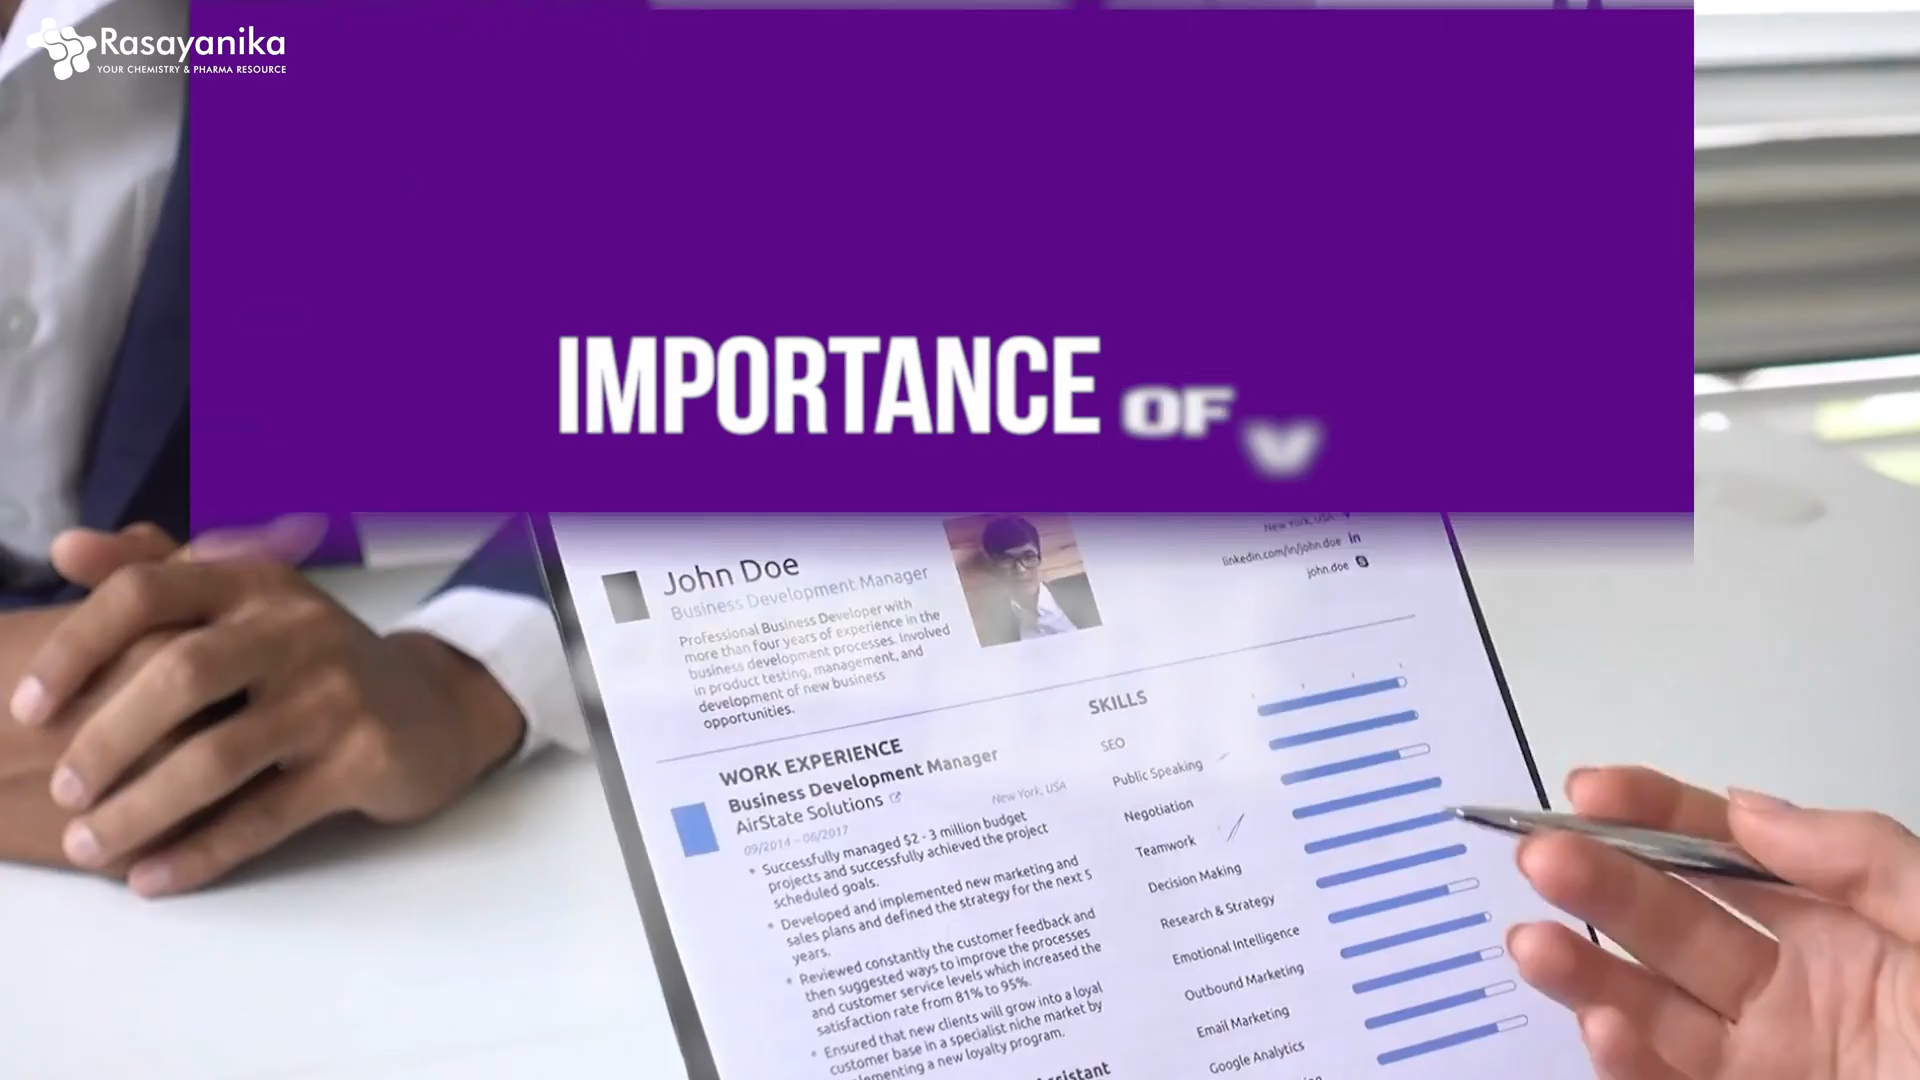 Rasayanika
YOUR CHEMISTRY & PHARMA RESOURCE
IMPORTANCE OF V
New York, USA
linkedin.com/in/john.doe in
john.doe
John Doe
Business Development Manager
Professional Business Developer with
more than four years of experience in the
business development processes. Involved
in product testing, management, and
development of new business
opportunities.
WORK EXPERIENCE
Business Development Manager
AirState Solutions
09/2014 - 06/2017
New York, USA
• Successfully managed $2 - 3 million budget
projects and successfully achieved the project
scheduled goals.
• Developed and implemented new marketing and
sales plans and defined the strategy for the next 5
years.
• Reviewed constantly the customer feedback and
then suggested ways to improve the processes
and customer service levels which increased the
satisfaction rate from 81% to 95%.
• Ensured that new clients will grow into a loyal
customer base in a specialist niche market by
lementing a new loyalty program.
ssistant
SKILLS
SEO
Public Speaking
Negotiation
Teamwork
Decision Making
Research & Strategy
Emotional Intelligence
Outbound Marketing
Email Marketing
Google Analytics